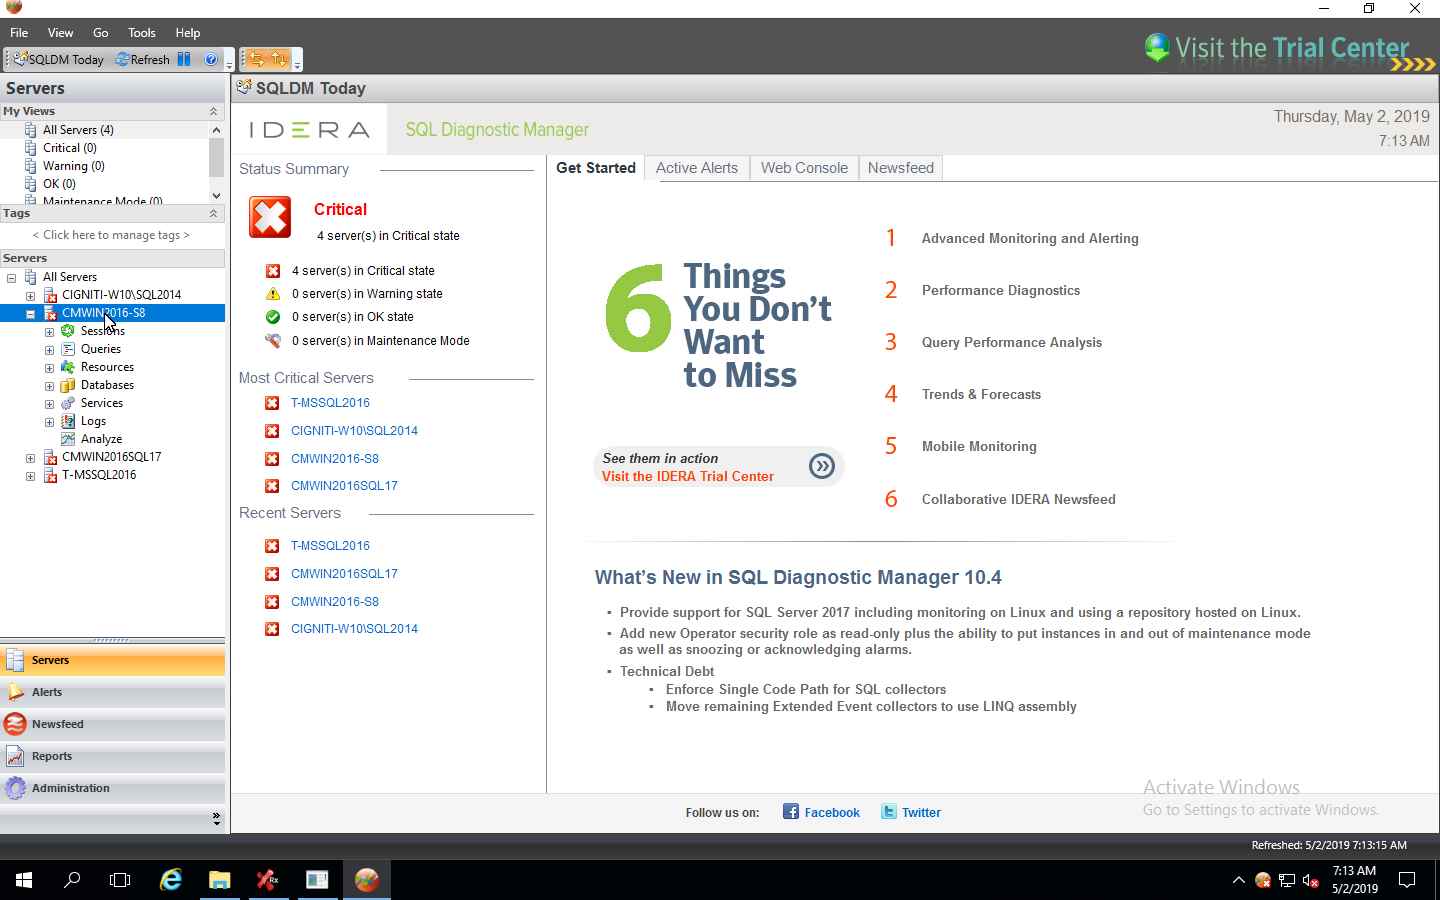 File View Go Tools Help
Visit the Trial Center
SQLDM Today Refresh
Servers
My Views
All Servers (4)
Critical (0)
Warning (0)
OK (0)
Maintenance Mode (0)
Tags
< Click here to manage tags >
Servers
All Servers
CIGNITI-W10\SQL2014
CMWIN2016-S8
Sessions
Queries
Resources
Databases
Services
Logs
Analyze
CMWIN2016SQL17
T-MSSQL2016
Servers
Alerts
Newsfeed
Reports
Administration
SQLDM Today
IDERA SQL Diagnostic Manager
Thursday, May 2, 2019
7:13 AM
Status Summary
Critical
4 server(s) in Critical state
4 server(s) in Critical state
0 server(s) in Warning state
0 server(s) in OK state
0 server(s) in Maintenance Mode
Most Critical Servers
T-MSSQL2016
CIGNITI-W10\SQL2014
CMWIN2016-S8
CMWIN2016SQL17
Recent Servers
T-MSSQL2016
CMWIN2016SQL17
CMWIN2016-S8
CIGNITI-W10\SQL2014
Get Started Active Alerts Web Console Newsfeed
6 Things
You Don't
Want
to Miss
See them in action
Visit the IDERA Trial Center
1 Advanced Monitoring and Alerting
2 Performance Diagnostics
3 Query Performance Analysis
4 Trends & Forecasts
5 Mobile Monitoring
6 Collaborative IDERA Newsfeed
What's New in SQL Diagnostic Manager 10.4
▪ Provide support for SQL Server 2017 including monitoring on Linux and using a repository hosted on Linux.
▪ Add new Operator security role as read-only plus the ability to put instances in and out of maintenance mode
as well as snoozing or acknowledging alarms.
▪ Technical Debt
▪ Enforce Single Code Path for SQL collectors
▪ Move remaining Extended Event collectors to use LINQ assembly
Activate Windows
Go to Settings to activate Windows.
Follow us on: Facebook Twitter
Refreshed: 5/2/2019 7:13:15 AM
Rx
7:13 AM
5/2/2019